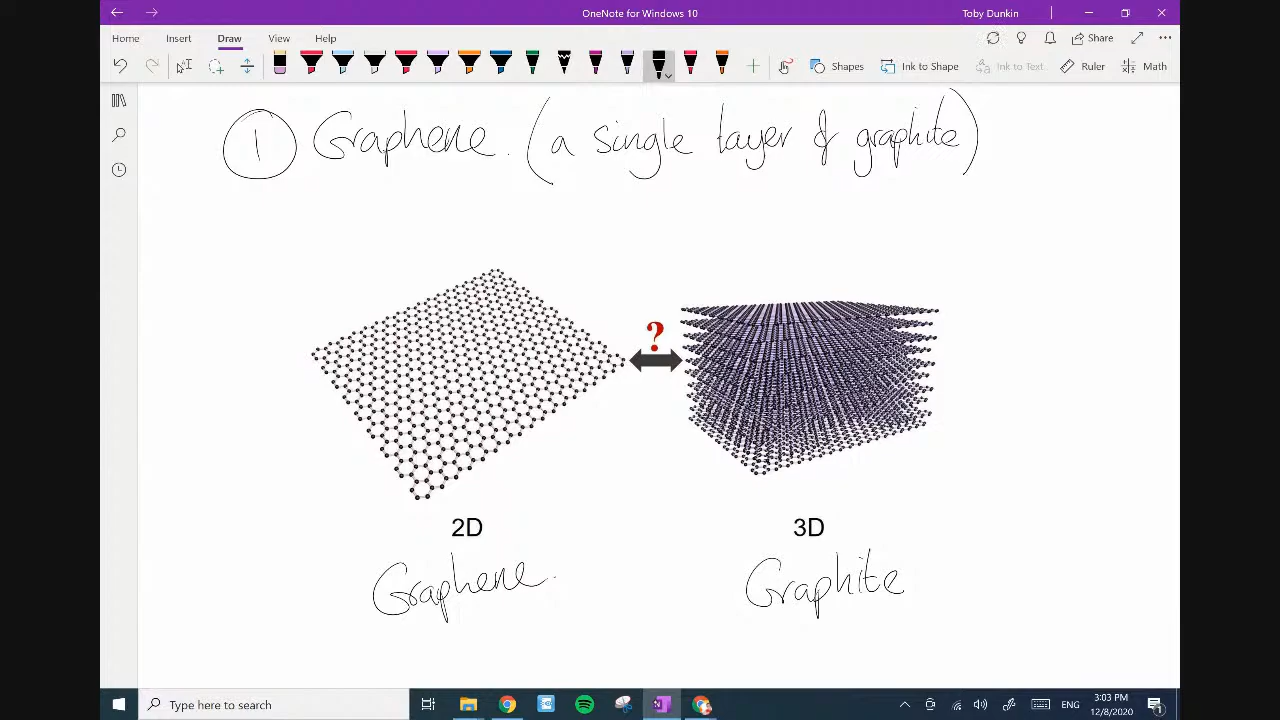 OneNote for Windows 10
Toby Dunkin
Home Insert Draw View Help
Share
Shapes Ink to Shape Ink to Text Ruler Math
1 Graphene. (a single layer of graphite)
?
2D 3D
Graphene. Graphite
Type here to search
ENG
3:03 PM
12/8/2020
1